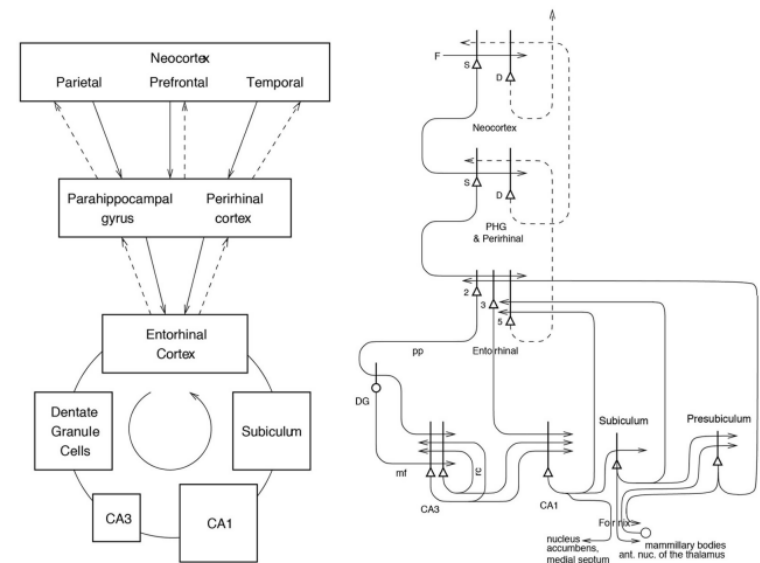 Neocortex
Parietal Prefrontal Temporal
Parahippocampal
gyrus
Perirhinal
cortex
Entorhinal
Cortex
Dentate
Granule
Cells
Subiculum
CA3
CA1
F
S
D
Neocortex
S
D
PHG
& Perirhinal
2
3
5
Entorhinal
pp
DG
mf
rc
CA3
CA1
Subiculum
Presubiculum
Fornix
nucleus
accumbens,
medial septum
mammillary bodies
ant. nuc. of the thalamus